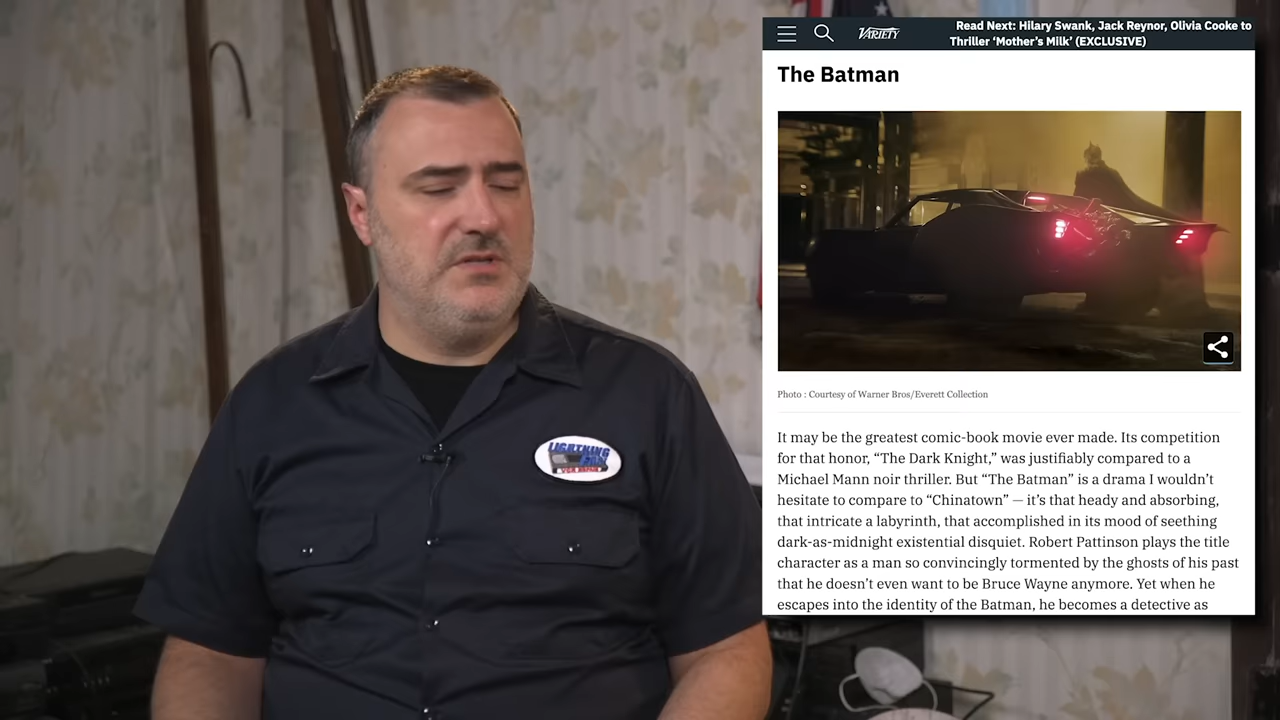 VARIETY
Read Next: Hilary Swank, Jack Reynor, Olivia Cooke to
Thriller ‘Mother’s Milk’ (EXCLUSIVE)
The Batman
Photo : Courtesy of Warner Bros/Everett Collection
It may be the greatest comic-book movie ever made. Its competition
for that honor, “The Dark Knight,” was justifiably compared to a
Michael Mann noir thriller. But “The Batman” is a drama I wouldn’t
hesitate to compare to “Chinatown” — it’s that heady and absorbing,
that intricate a labyrinth, that accomplished in its mood of seething
dark-as-midnight existential disquiet. Robert Pattinson plays the title
character as a man so convincingly tormented by the ghosts of his past
that he doesn’t even want to be Bruce Wayne anymore. Yet when he
escapes into the identity of the Batman, he becomes a detective as
LIGHTNING
FAST
VCR REPAIR